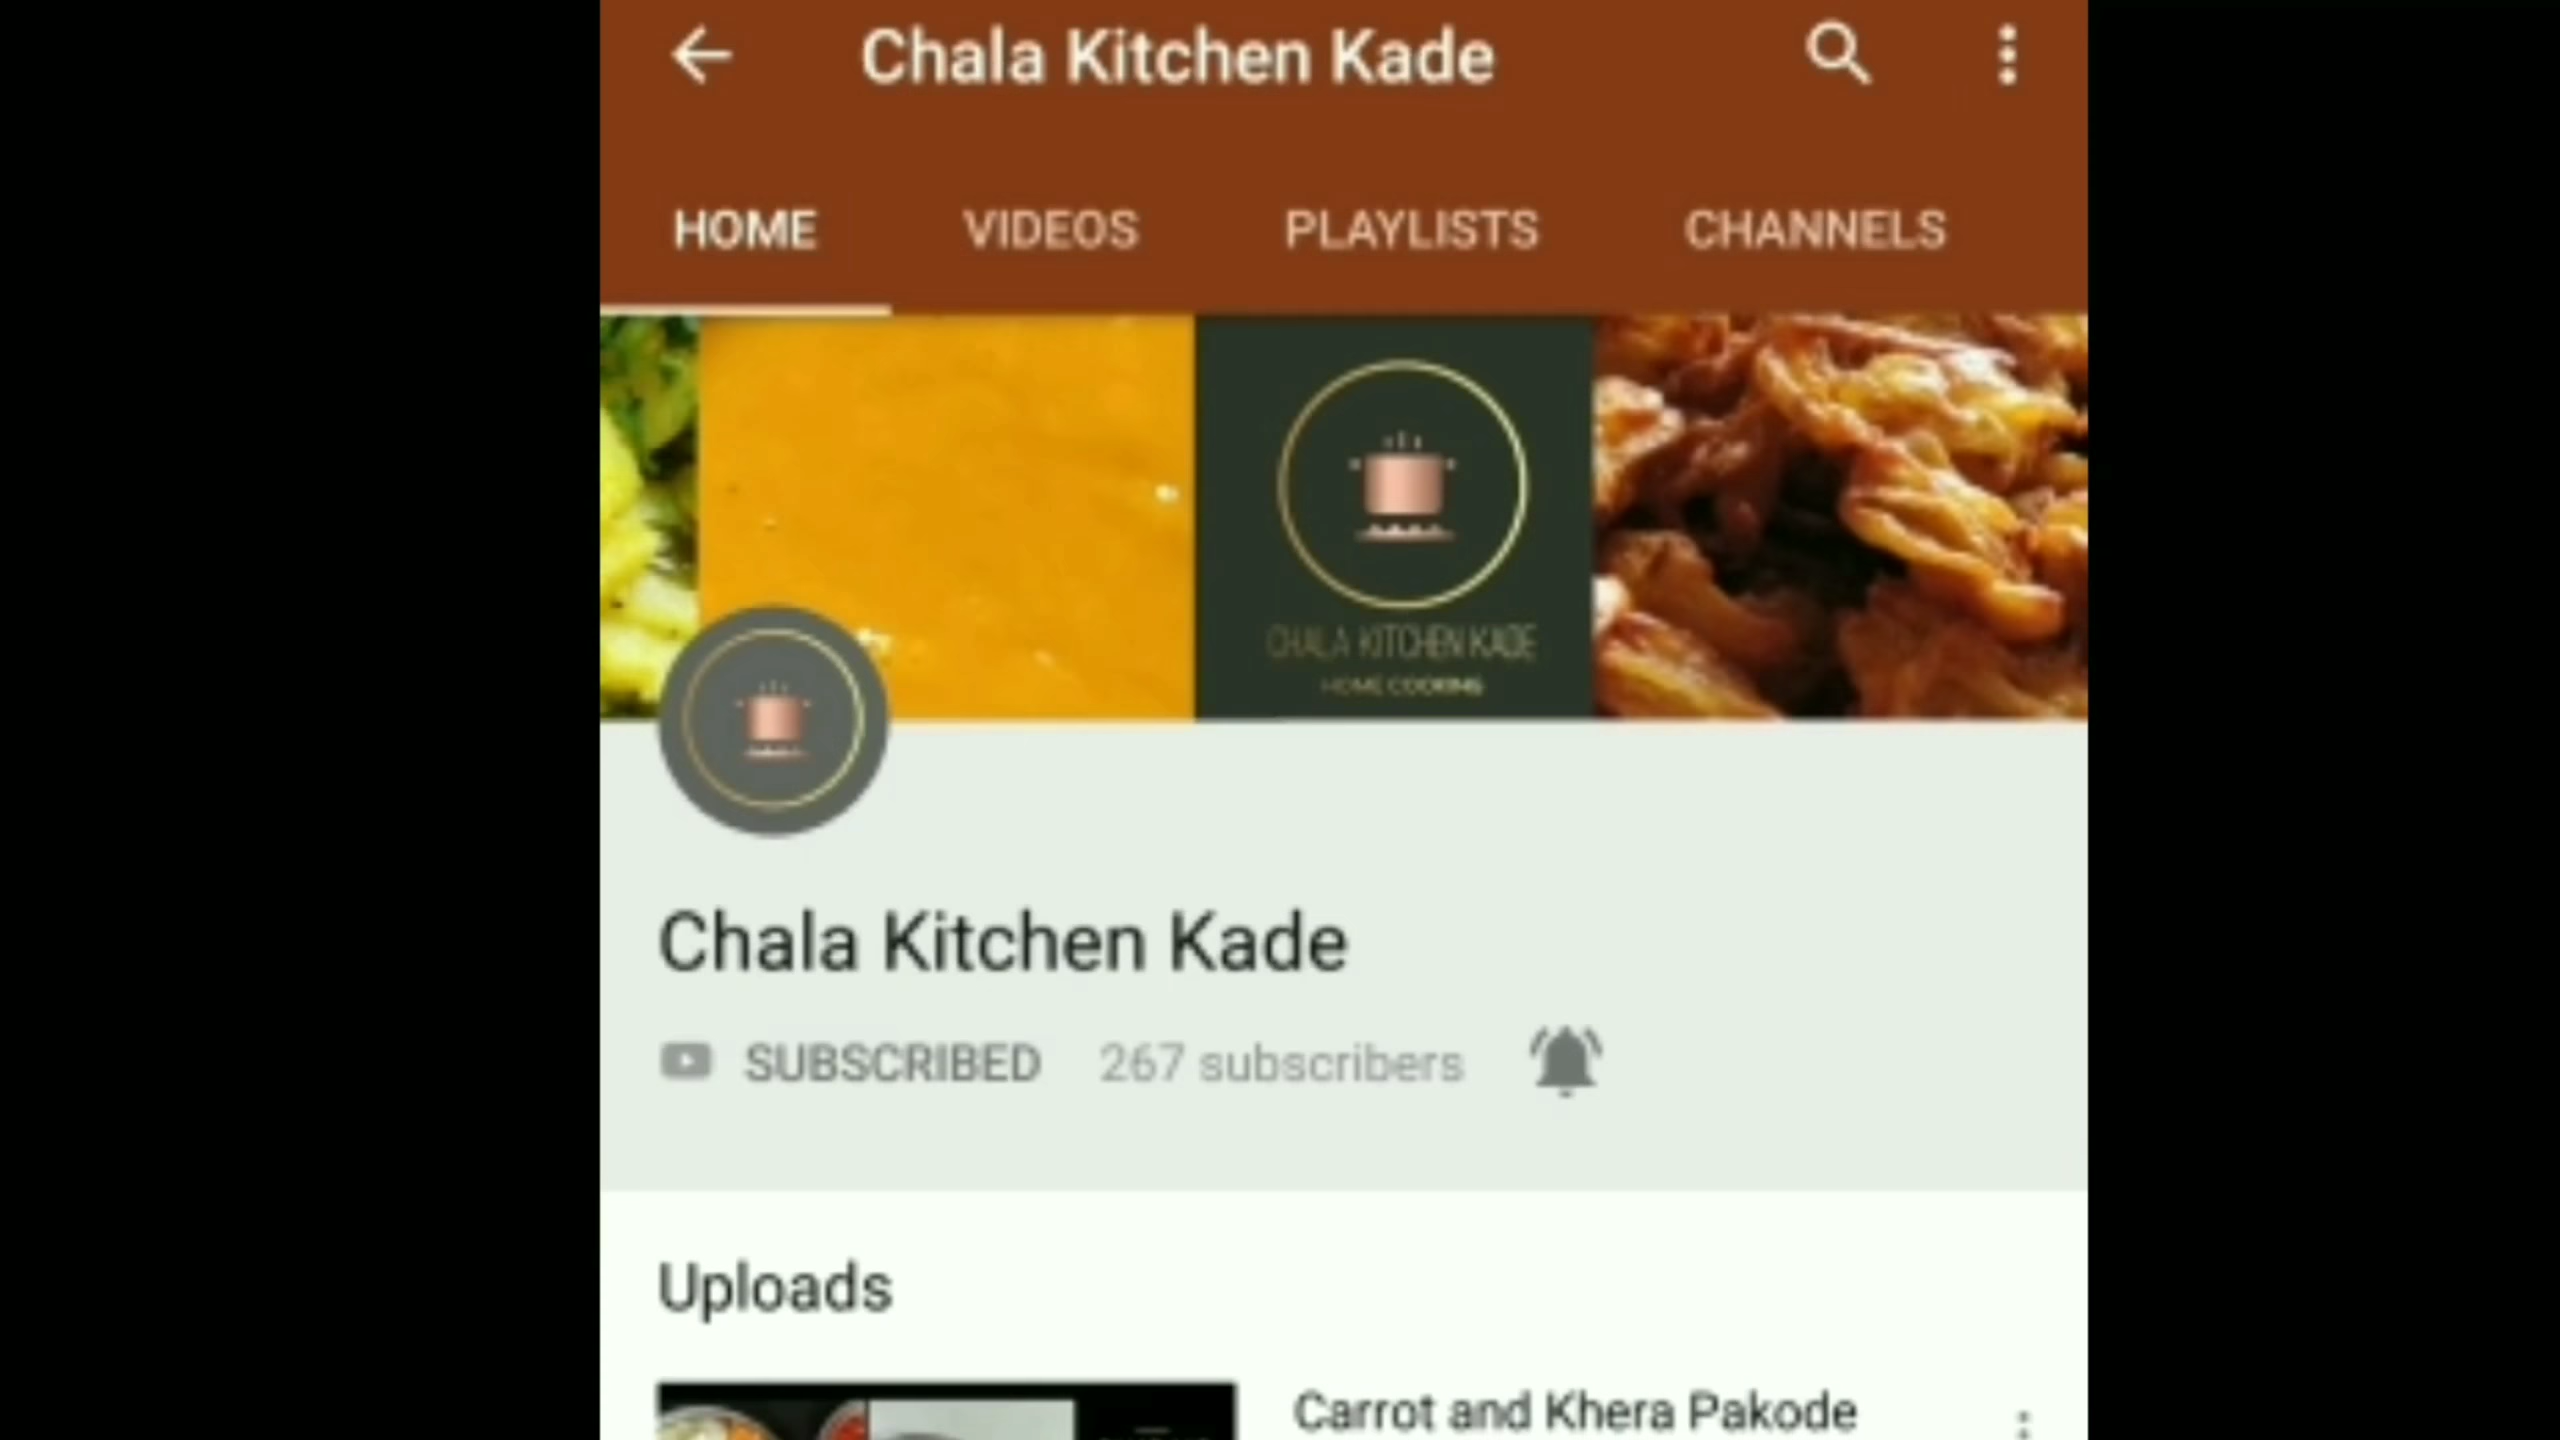 Chala Kitchen Kade
HOME VIDEOS PLAYLISTS CHANNELS
CHALA KITCHEN KADE
HOME COOKING
Chala Kitchen Kade
SUBSCRIBED 267 subscribers
Uploads
Carrot and Khera Pakode